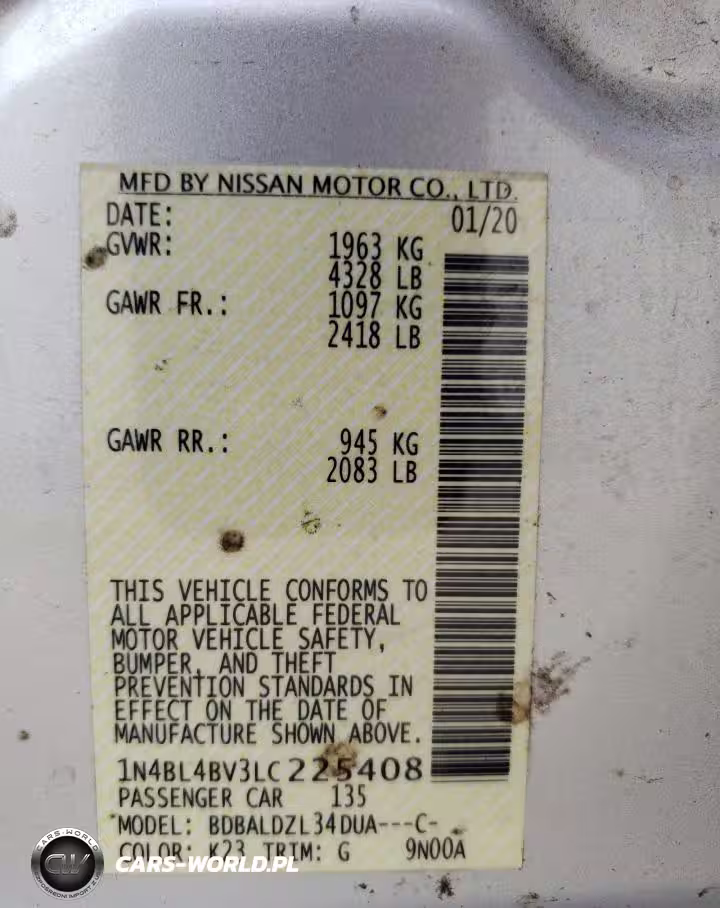 MFD BY NISSAN MOTOR CO., LTD.
DATE: 01/20
GVWR: 1963 KG
4328 LB
GAWR FR.: 1097 KG
2418 LB
GAWR RR.: 945 KG
2083 LB
THIS VEHICLE CONFORMS TO
ALL APPLICABLE FEDERAL
MOTOR VEHICLE SAFETY,
BUMPER, AND THEFT
PREVENTION STANDARDS IN
EFFECT ON THE DATE OF
MANUFACTURE SHOWN ABOVE.
1N4BL4BV3LC225408
PASSENGER CAR 135
MODEL: BDBALDZL34DUA---C-
COLOR: K23 TRIM: G 9N00A
CARS-WORLD
CW
CARS-WORLD.PL